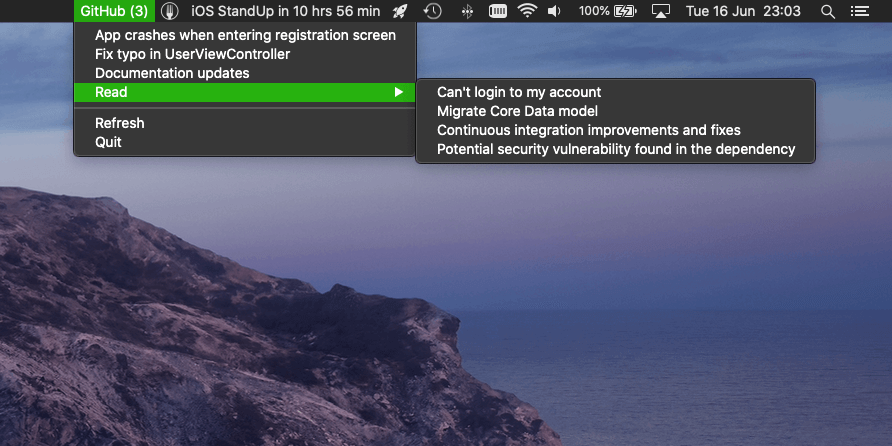 GitHub (3) iOS StandUp in 10 hrs 56 min 100% Tue 16 Jun 23:03
App crashes when entering registration screen
Fix typo in UserViewController
Documentation updates
Read
Can't login to my account
Migrate Core Data model
Continuous integration improvements and fixes
Potential security vulnerability found in the dependency
Refresh
Quit